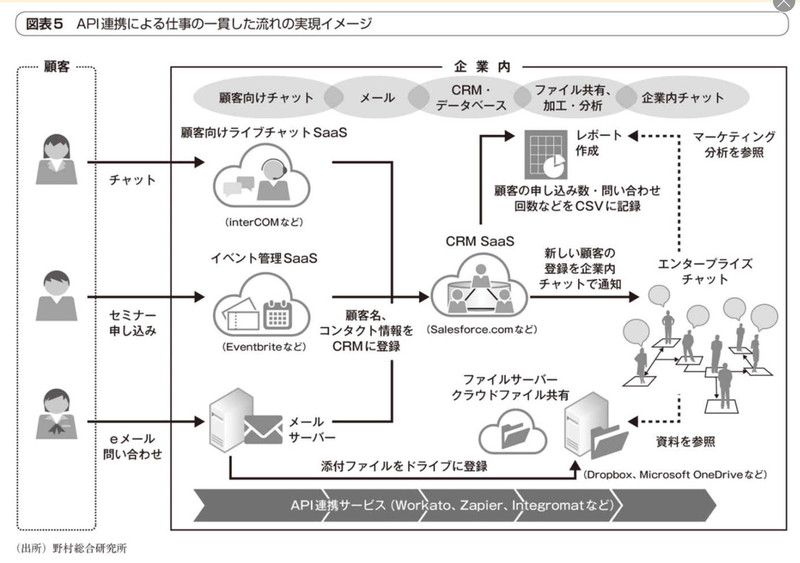 図表5　API連携による仕事の一貫した流れの実現イメージ
顧客
企業内
顧客向けチャット
メール
CRM・
データベース
ファイル共有、
加工・分析
企業内チャット
顧客向けライブチャットSaaS
チャット
(interCOMなど)
イベント管理SaaS
セミナー
申し込み
(Eventbriteなど)
eメール
問い合わせ
メール
サーバー
顧客名、
コンタクト情報を
CRMに登録
CRM SaaS
(Salesforce.comなど)
レポート
作成
顧客の申し込み数・問い合わせ
回数などをCSVに記録
マーケティング
分析を参照
新しい顧客の
登録を企業内
チャットで通知
エンタープライズ
チャット
ファイルサーバー
クラウドファイル共有
資料を参照
添付ファイルをドライブに登録
(Dropbox、Microsoft OneDriveなど)
API連携サービス(Workato、Zapier、Integromatなど)
(出所)野村総合研究所